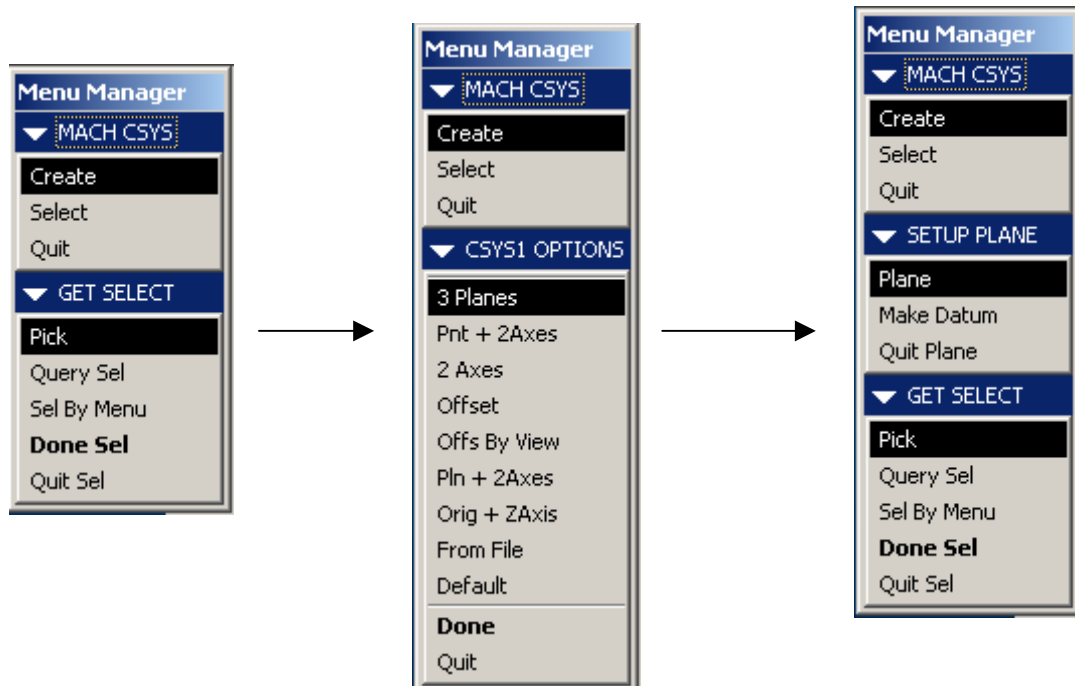 Menu Manager
MACH CSYS
Create
Select
Quit
GET SELECT
Pick
Query Sel
Sel By Menu
Done Sel
Quit Sel
Menu Manager
MACH CSYS
Create
Select
Quit
CSYS1 OPTIONS
3 Planes
Pnt + 2Axes
2 Axes
Offset
Offs By View
Pln + 2Axes
Orig + ZAxis
From File
Default
Done
Quit
Menu Manager
MACH CSYS
Create
Select
Quit
SETUP PLANE
Plane
Make Datum
Quit Plane
GET SELECT
Pick
Query Sel
Sel By Menu
Done Sel
Quit Sel